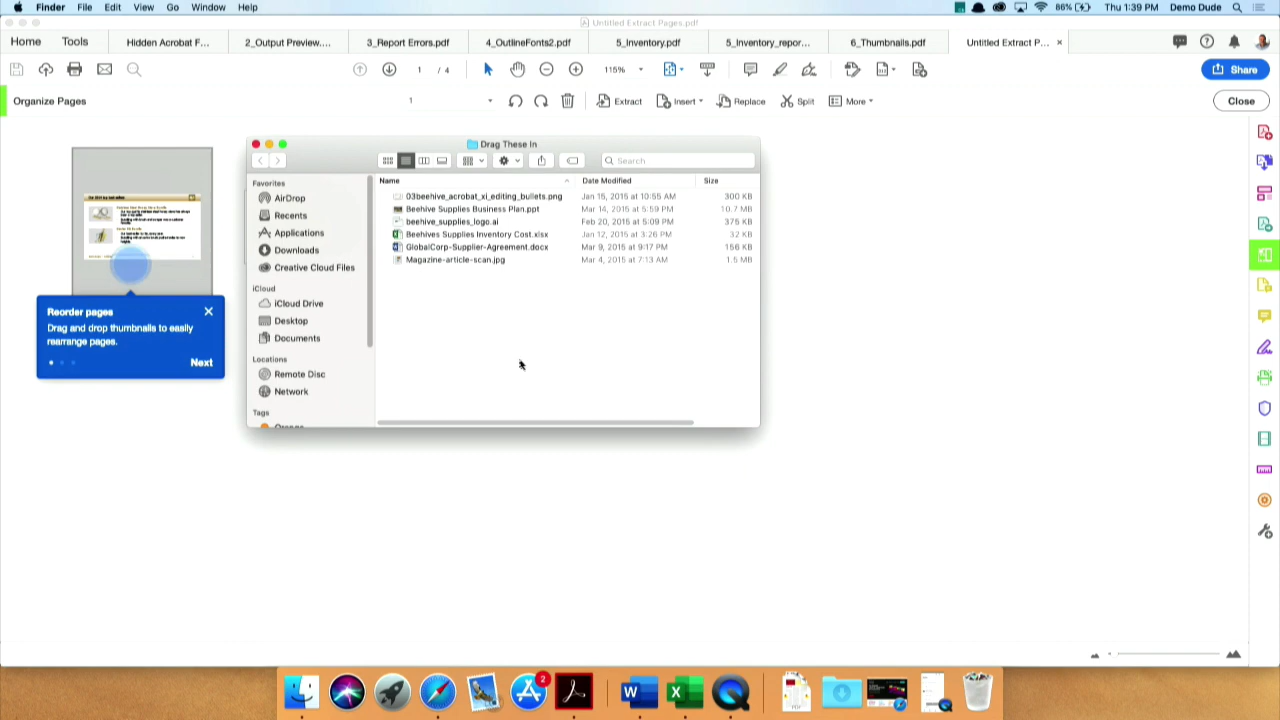 Finder File Edit View Go Window Help 86% Thu 1:39 PM Demo Dude
Untitled Extract Pages.pdf
Home Tools Hidden Acrobat F... 2_Output Preview.... 3_Report Errors.pdf 4_OutlineFonts2.pdf 5_Inventory.pdf 5_Inventory_repor... 6_Thumbnails.pdf Untitled Extract P... ×
1 / 4 115% Share
Organize Pages 1 Extract Insert Replace Split More Close
Drag These In
Search
Favorites
AirDrop
Recents
Applications
Downloads
Creative Cloud Files
iCloud
iCloud Drive
Desktop
Documents
Locations
Remote Disc
Network
Tags
Orange
Name Date Modified Size
03beehive_acrobat_xi_editing_bullets.png Jan 15, 2015 at 10:55 AM 300 KB
Beehive Supplies Business Plan.ppt Mar 14, 2015 at 5:59 PM 10.7 MB
beehive_supplies_logo.ai Feb 20, 2015 at 5:09 PM 375 KB
Beehives Supplies Inventory Cost.xlsx Jan 12, 2015 at 3:26 PM 32 KB
GlobalCorp-Supplier-Agreement.docx Mar 9, 2015 at 9:17 PM 156 KB
Magazine-article-scan.jpg Mar 4, 2015 at 7:13 AM 1.5 MB
Reorder pages
Drag and drop thumbnails to easily
rearrange pages.
Next
2
W
X